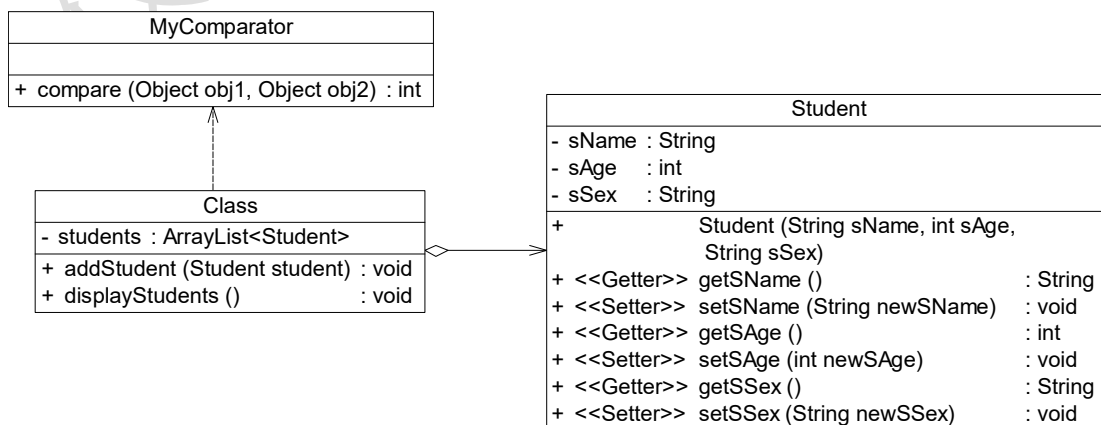 MyComparator
+ compare (Object obj1, Object obj2) : int
Class
- students : ArrayList<Student>
+ addStudent (Student student) : void
+ displayStudents () : void
Student
- sName : String
- sAge : int
- sSex : String
+ Student (String sName, int sAge,
String sSex)
+ <<Getter>> getSName () : String
+ <<Setter>> setSName (String newSName) : void
+ <<Getter>> getSAge () : int
+ <<Setter>> setSAge (int newSAge) : void
+ <<Getter>> getSSex () : String
+ <<Setter>> setSSex (String newSSex) : void